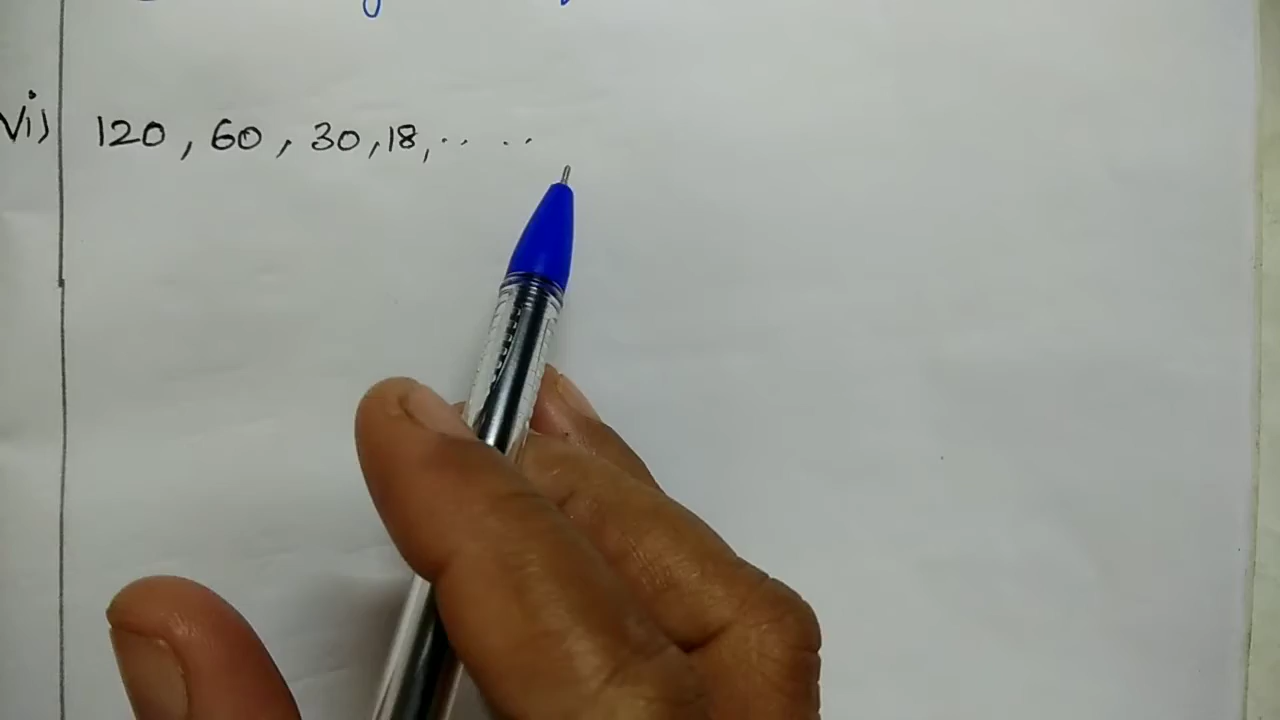 vi) 120, 60, 30, 18, .. ..